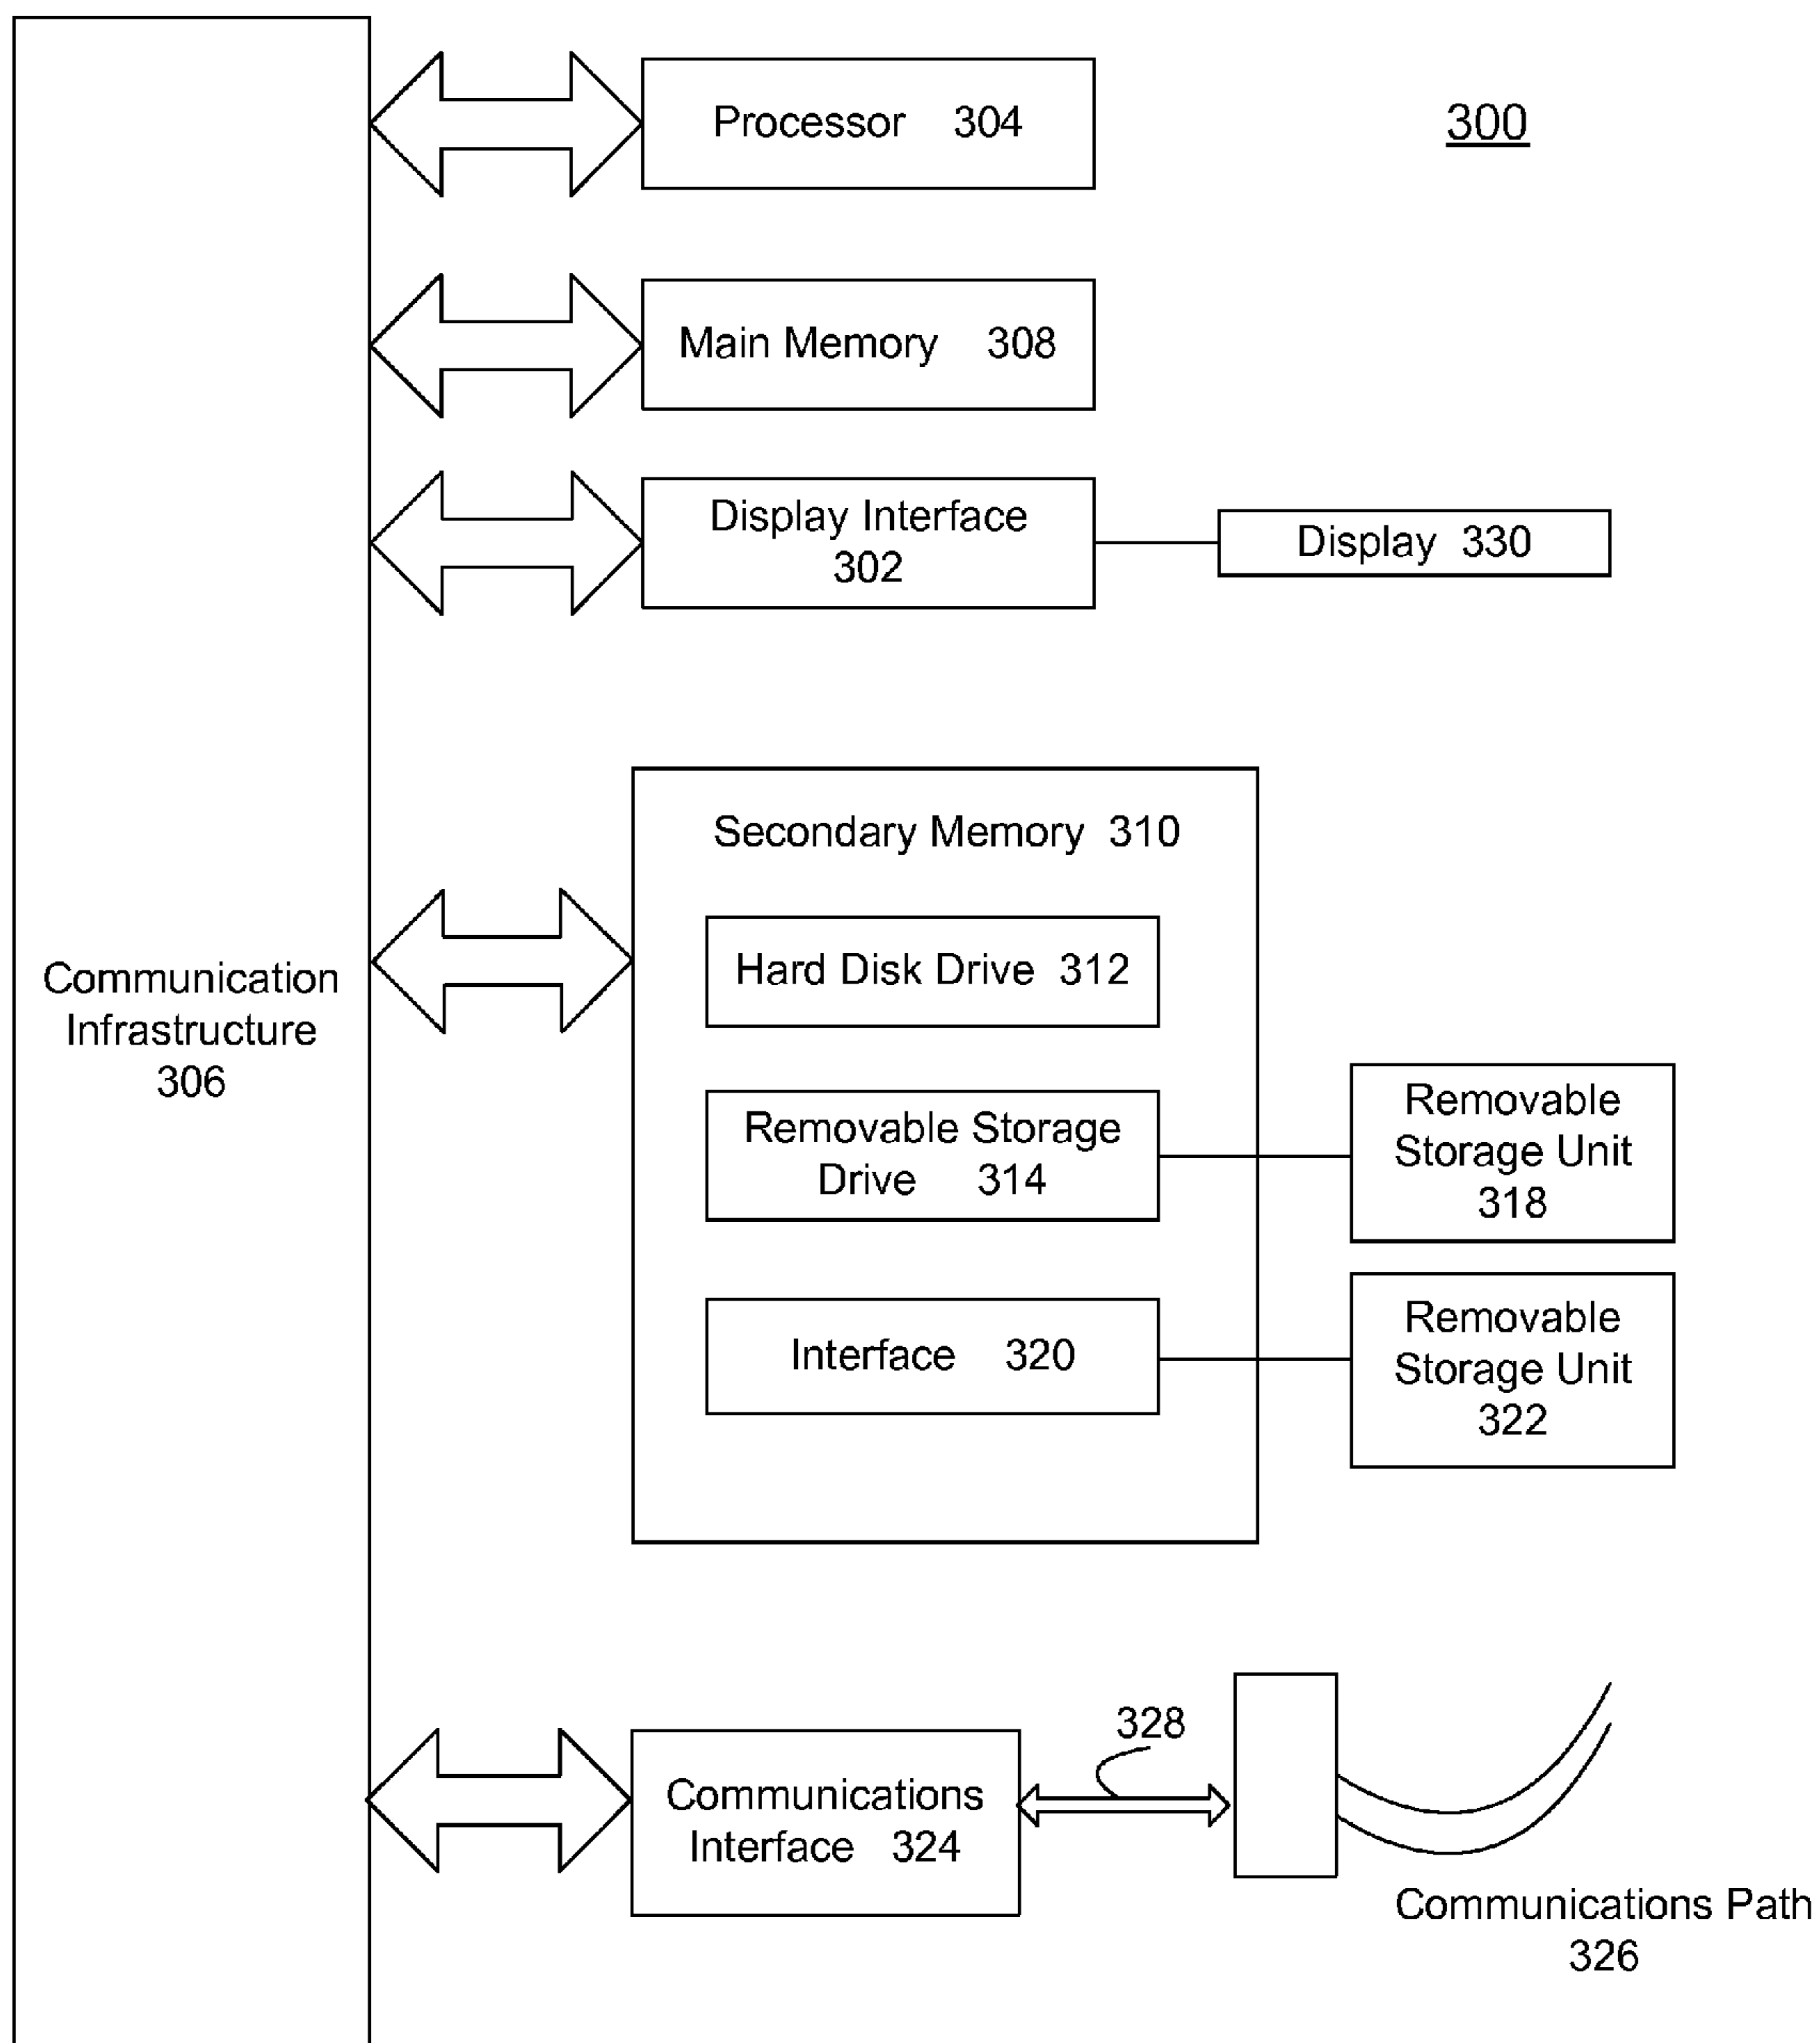 Processor 304
300
Main Memory 308
Display Interface
302
Display 330
Secondary Memory 310
Hard Disk Drive 312
Communication
Infrastructure
306
Removable Storage
Drive 314
Removable
Storage Unit
318
Interface 320
Removable
Storage Unit
322
328
Communications
Interface 324
Communications Path
326